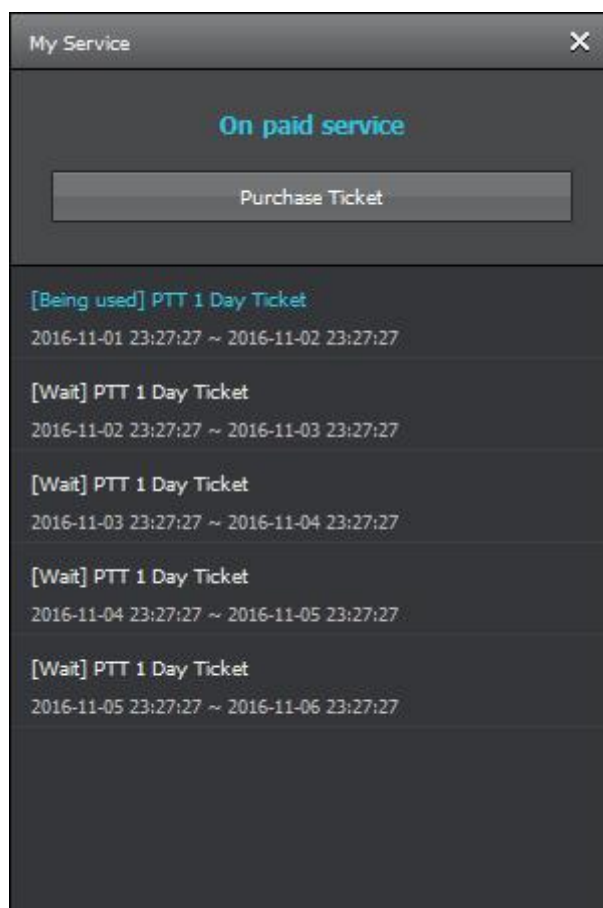 My Service
On paid service
Purchase Ticket
[Being used] PTT 1 Day Ticket
2016-11-01 23:27:27 ~ 2016-11-02 23:27:27
[Wait] PTT 1 Day Ticket
2016-11-02 23:27:27 ~ 2016-11-03 23:27:27
[Wait] PTT 1 Day Ticket
2016-11-03 23:27:27 ~ 2016-11-04 23:27:27
[Wait] PTT 1 Day Ticket
2016-11-04 23:27:27 ~ 2016-11-05 23:27:27
[Wait] PTT 1 Day Ticket
2016-11-05 23:27:27 ~ 2016-11-06 23:27:27